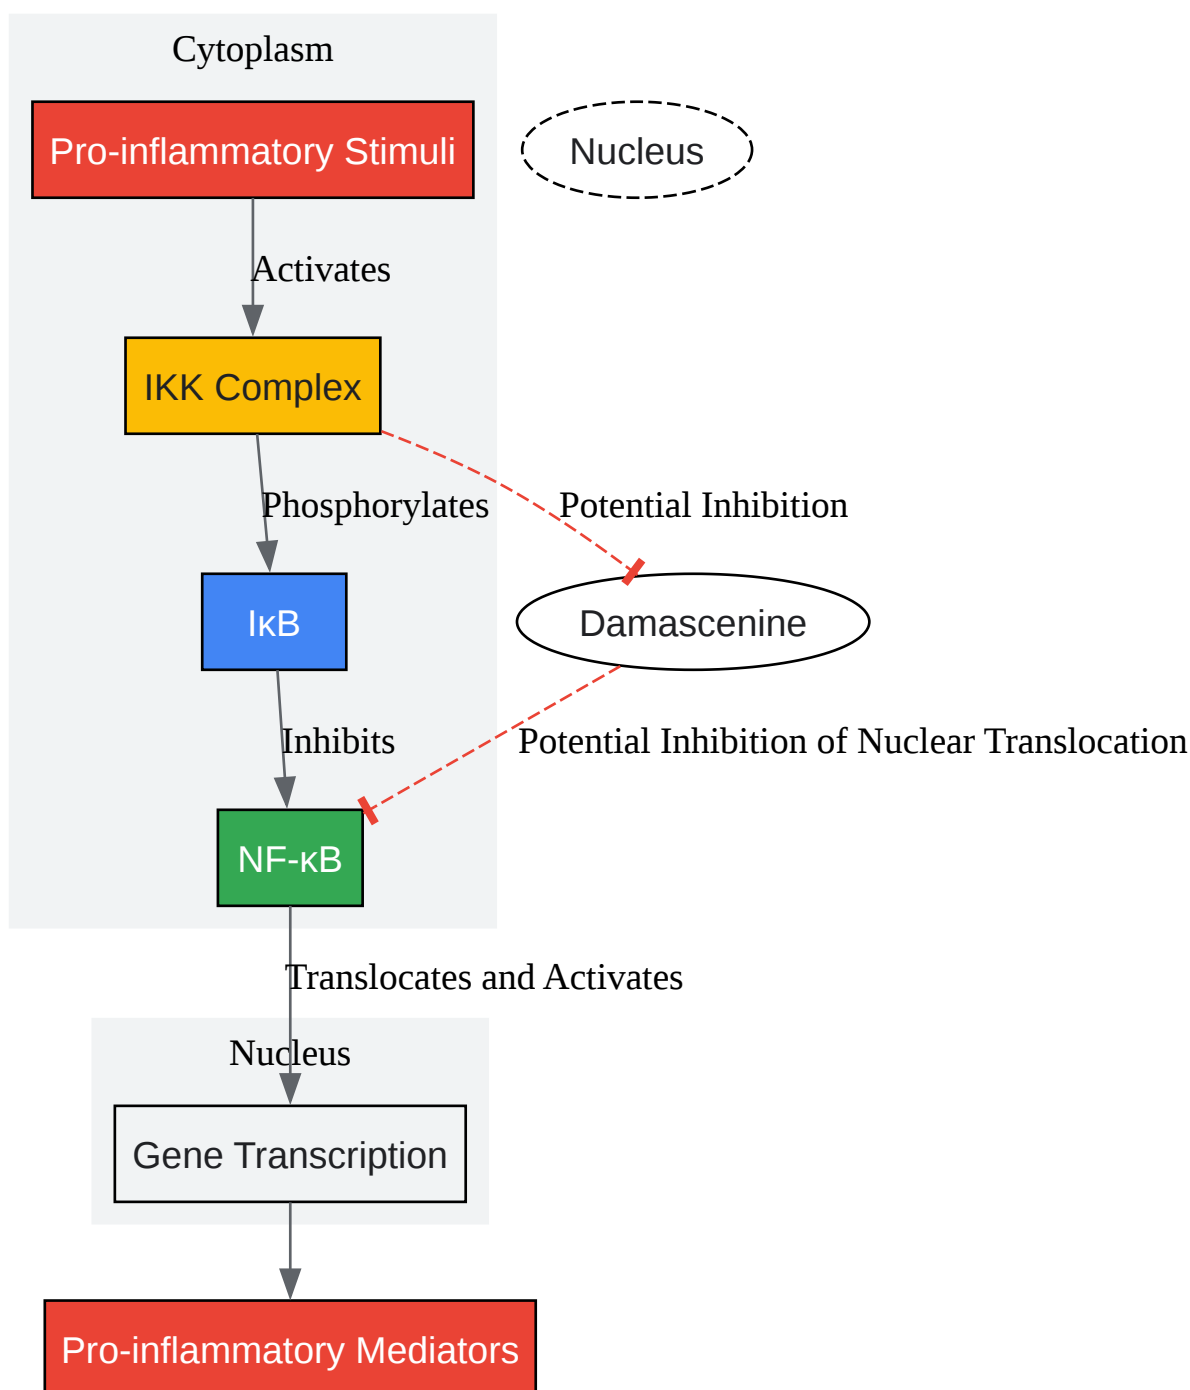 Cytoplasm
Pro-inflammatory Stimuli
Nucleus
Activates
IKK Complex
Phosphorylates
Potential Inhibition
IκB
Damascenine
Inhibits
Potential Inhibition of Nuclear Translocation
NF-κB
Translocates and Activates
Nucleus
Gene Transcription
Pro-inflammatory Mediators